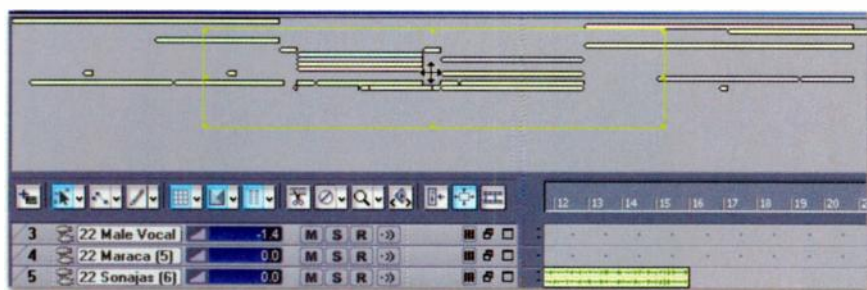 12 13 14 15 16 17 18 19 20
3 22 Male Vocal -1.4 M S R
4 22 Maraca (5) 0.0 M S R
5 22 Sonajas (6) 0.0 M S R